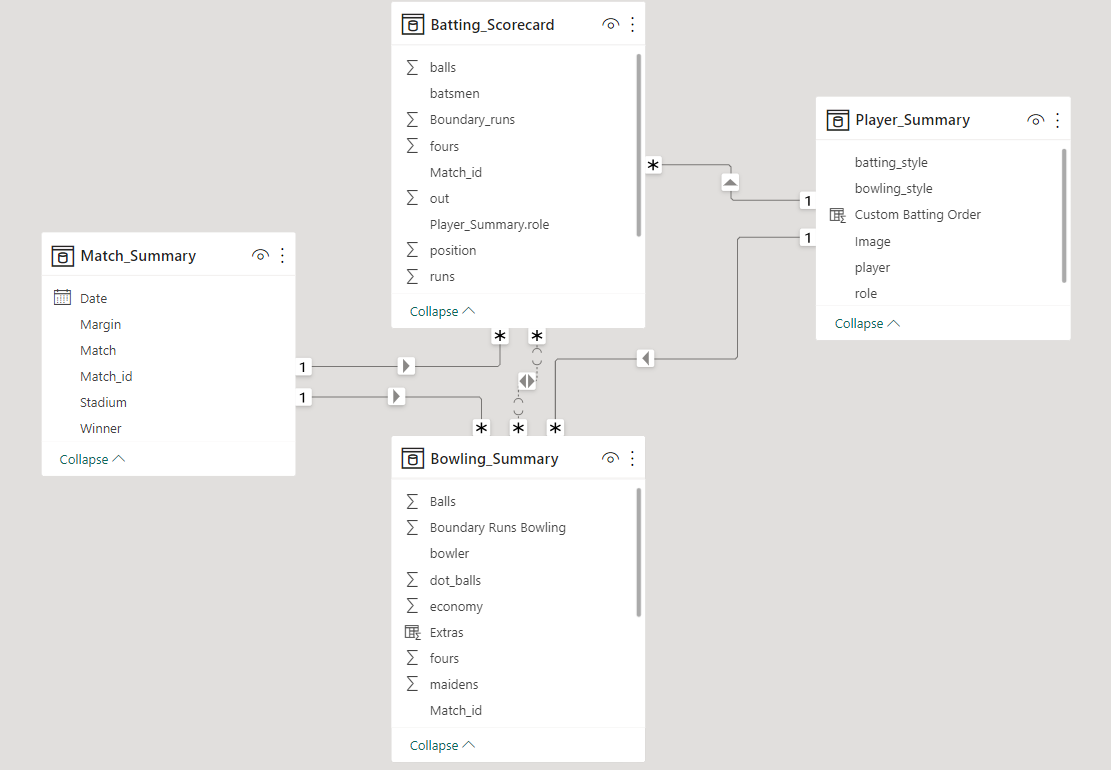 Batting_Scorecard
balls
batsmen
Boundary_runs
fours
Match_id
out
Player_Summary.role
position
runs
Collapse
Player_Summary
batting_style
bowling_style
Custom Batting Order
Image
player
role
Collapse
Match_Summary
Date
Margin
Match
Match_id
Stadium
Winner
Collapse
*
1
1
*
*
1
1
*
*
*
Bowling_Summary
Balls
Boundary Runs Bowling
bowler
dot_balls
economy
Extras
fours
maidens
Match_id
Collapse